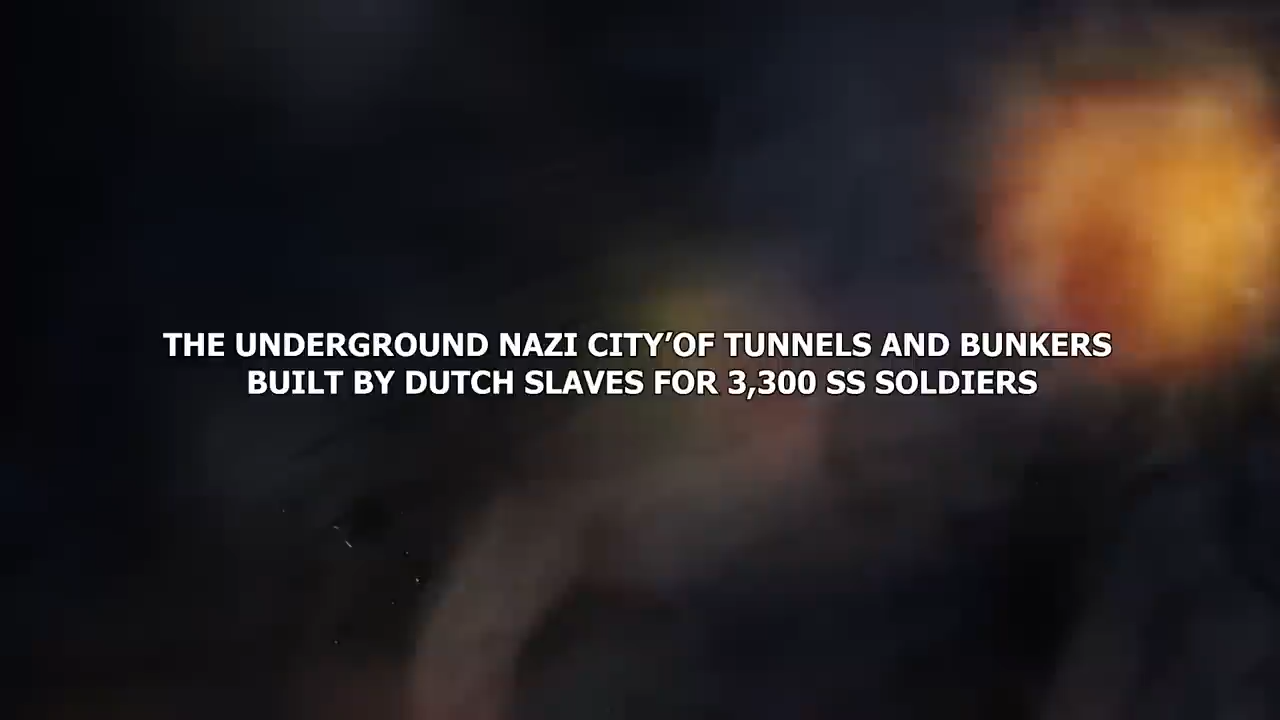 THE UNDERGROUND NAZI CITY’OF TUNNELS AND BUNKERS
BUILT BY DUTCH SLAVES FOR 3,300 SS SOLDIERS